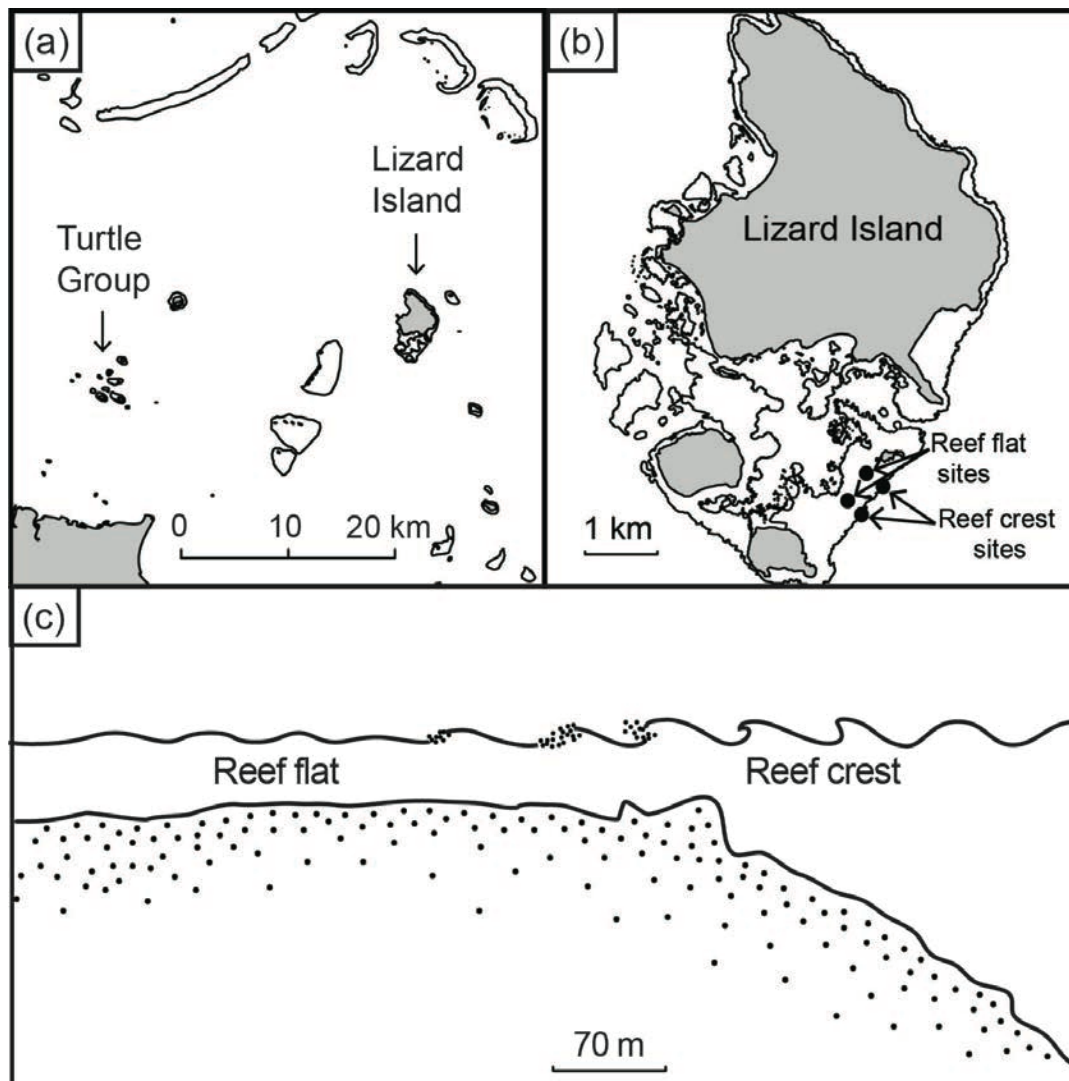 (a)
Lizard
Island
Turtle
Group
0 10 20 km
(b)
Lizard Island
Reef flat
sites
Reef crest
sites
1 km
(c)
Reef flat
Reef crest
70 m